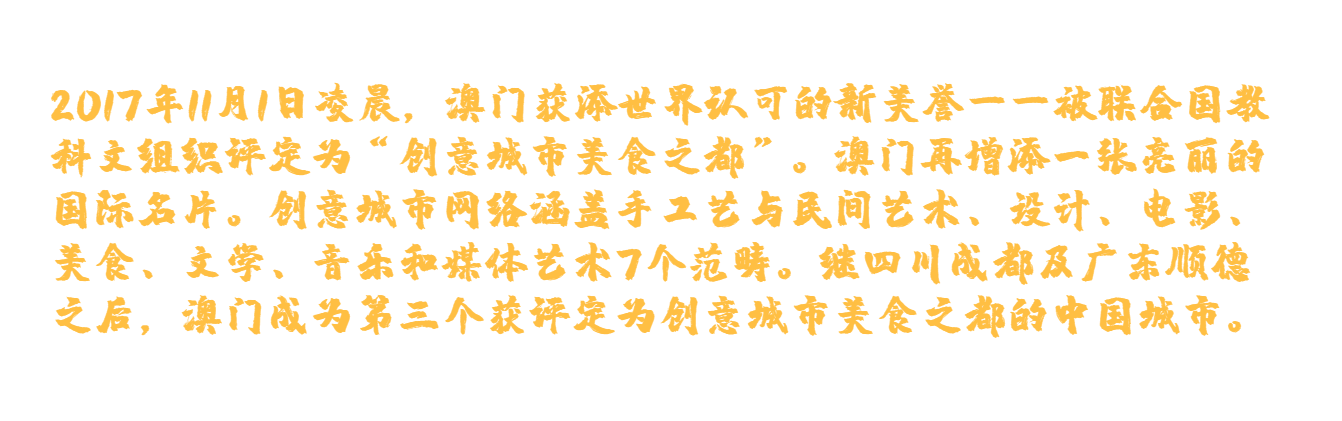 2017年11月1日凌晨，澳门获添世界认可的新美誉一一被联合国教
科文组织评定为“创意城市美食之都”。澳门再增添一张亮丽的
国际名片。创意城市网络涵盖手工艺与民间艺术、设计、电影、
美食、文学、音乐和媒体艺术7个范畴。继四川成都及广东顺德
之后，澳门成为第三个获评定为创意城市美食之都的中国城市。